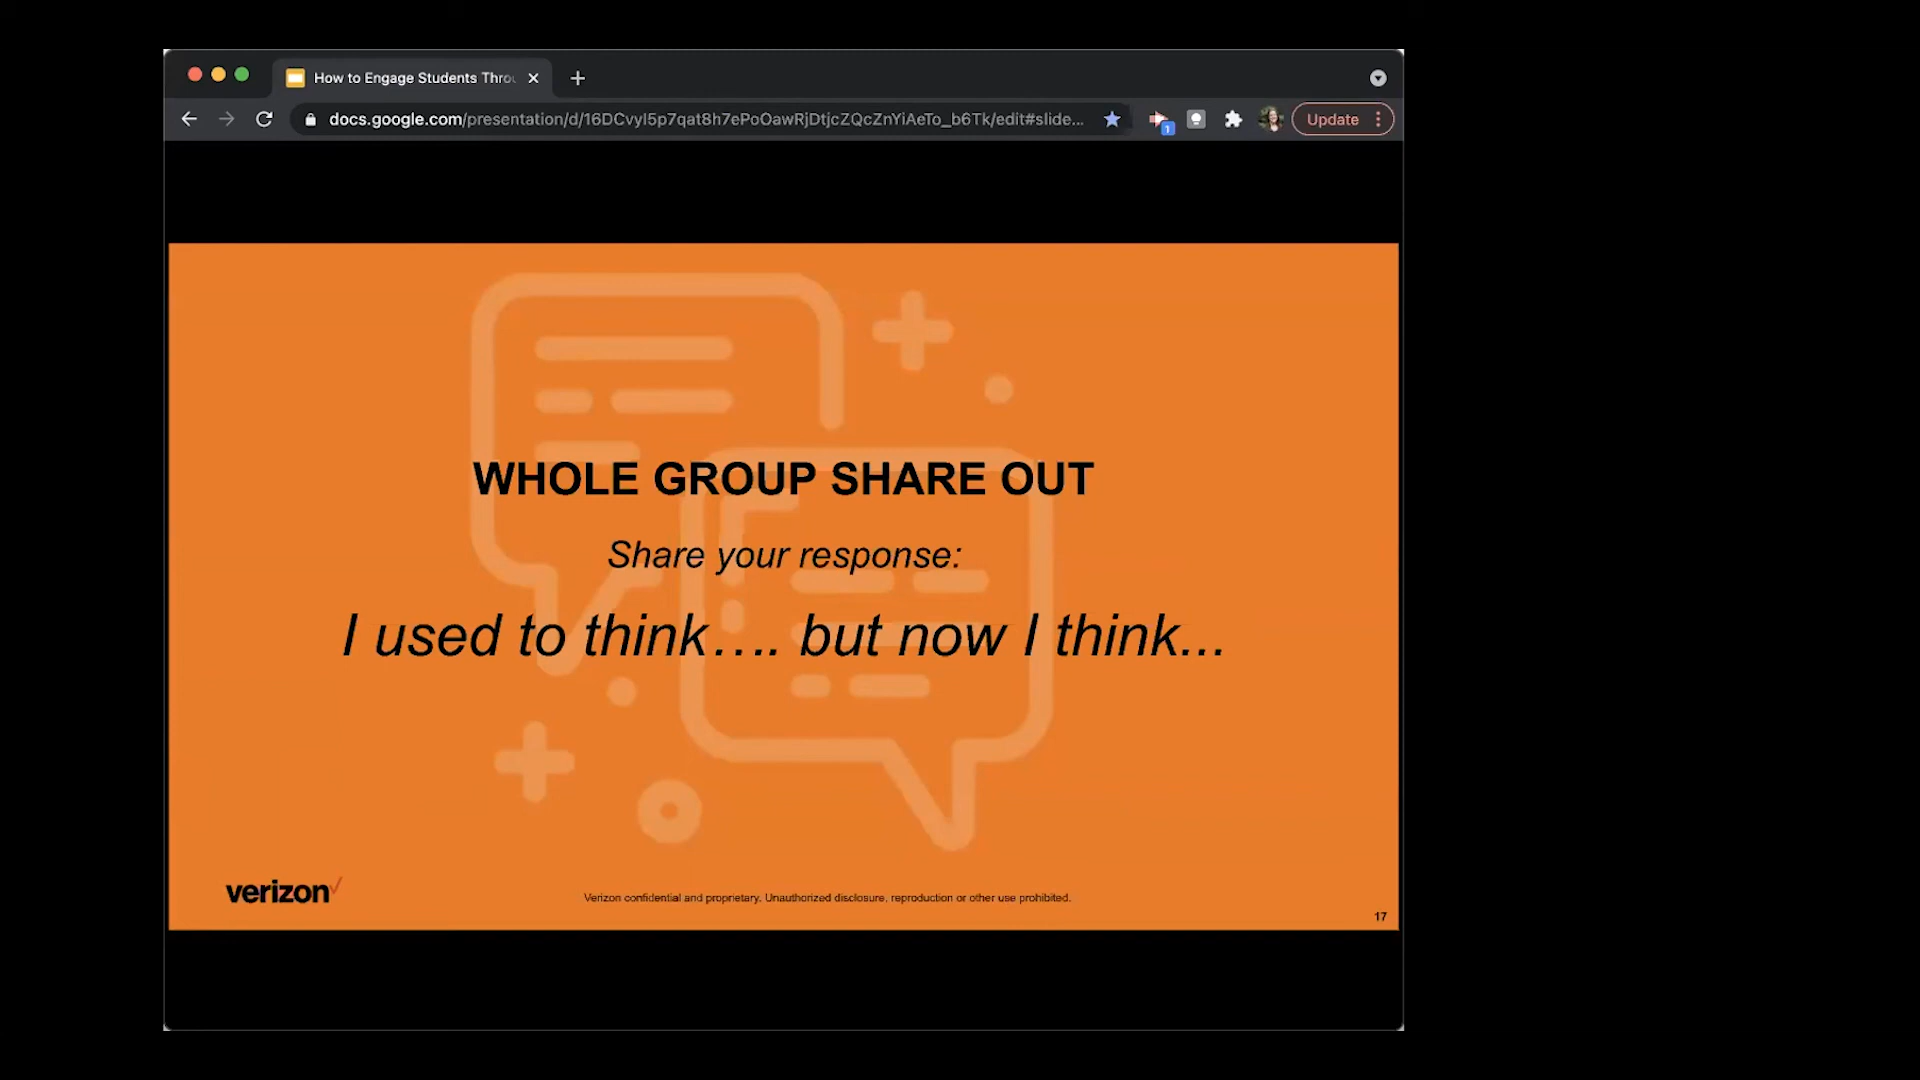 How to Engage Students Thro
docs.google.com/presentation/d/16DCvyI5p7qat8h7ePoOawRjDtjcZQcZnYiAeTo_b6Tk/edit#slide...
1
Update
WHOLE GROUP SHARE OUT
Share your response:
I used to think…. but now I think...
verizon
Verizon confidential and proprietary. Unauthorized disclosure, reproduction or other use prohibited.
17